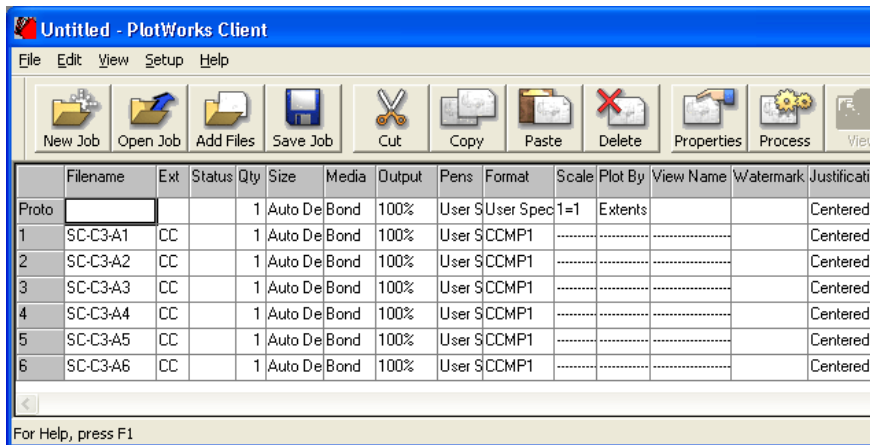 Untitled - PlotWorks Client
File Edit View Setup Help
New Job Open Job Add Files Save Job Cut Copy Paste Delete Properties Process View
Filename Ext Status Qty Size Media Output Pens Format Scale Plot By View Name Watermark Justificati
Proto 1 Auto De Bond 100% User S User Spec 1=1 Extents Centered
1 SC-C3-A1 CC 1 Auto De Bond 100% User S CCMP1 ---------- ----------- ----------------- Centered
2 SC-C3-A2 CC 1 Auto De Bond 100% User S CCMP1 ---------- ----------- ----------------- Centered
3 SC-C3-A3 CC 1 Auto De Bond 100% User S CCMP1 ---------- ----------- ----------------- Centered
4 SC-C3-A4 CC 1 Auto De Bond 100% User S CCMP1 ---------- ----------- ----------------- Centered
5 SC-C3-A5 CC 1 Auto De Bond 100% User S CCMP1 ---------- ----------- ----------------- Centered
6 SC-C3-A6 CC 1 Auto De Bond 100% User S CCMP1 ---------- ----------- ----------------- Centered
For Help, press F1